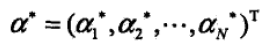 α* = (α₁*, α₂*, ⋯, α_N*)ᵀ